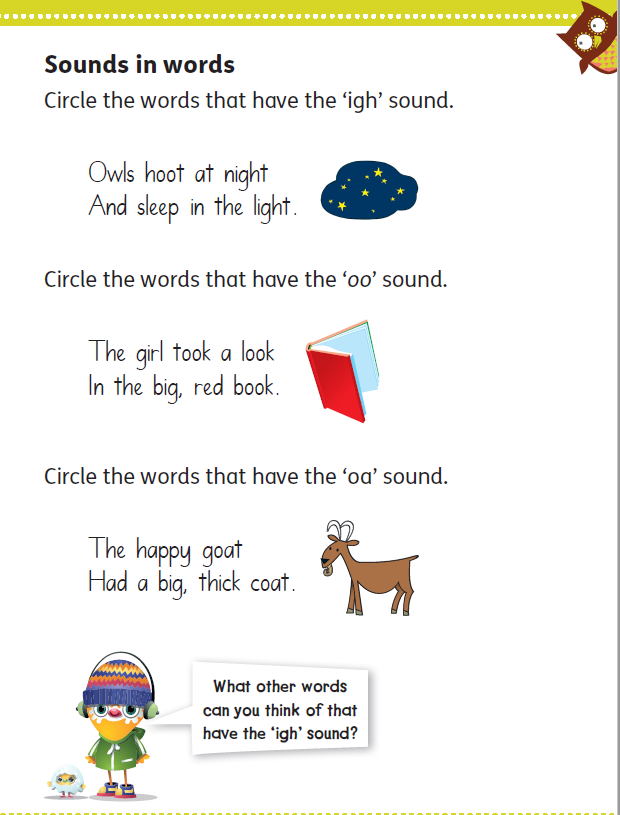 Sounds in words
Circle the words that have the ‘igh’ sound.
Owls hoot at night
And sleep in the light.
Circle the words that have the ‘oo’ sound.
The girl took a look
In the big, red book.
Circle the words that have the ‘oa’ sound.
The happy goat
Had a big, thick coat.
What other words
can you think of that
have the ‘igh’ sound?